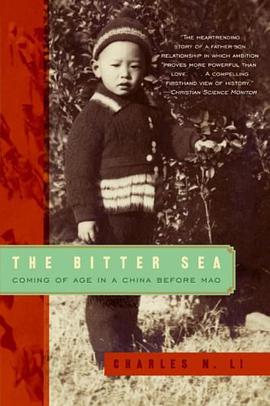 "THE HEARTRENDING
STORY OF A FATHER-SON
RELATIONSHIP IN WHICH AMBITION
PROVES MORE POWERFUL THAN
LOVE. . . . A COMPELLING
FIRSTHAND VIEW OF HISTORY."
CHRISTIAN SCIENCE MONITOR
THE BITTER SEA
COMING OF AGE IN A CHINA BEFORE MAO
CHARLES N. LI